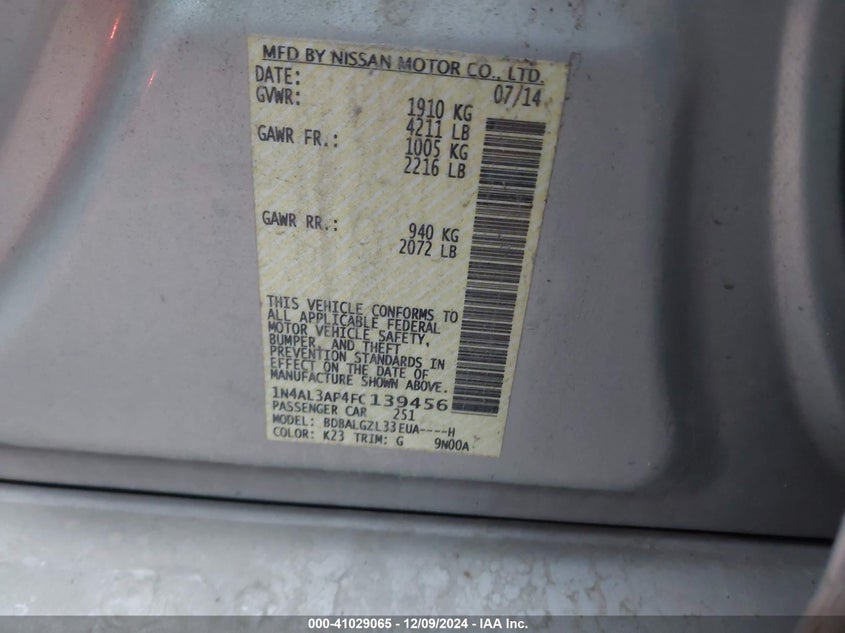 MFD BY NISSAN MOTOR CO., LTD.
DATE: 07/14
GVWR: 1910 KG
4211 LB
GAWR FR.: 1005 KG
2216 LB
GAWR RR.: 940 KG
2072 LB
THIS VEHICLE CONFORMS TO
ALL APPLICABLE FEDERAL
MOTOR VEHICLE SAFETY,
BUMPER, AND THEFT
PREVENTION STANDARDS IN
EFFECT ON THE DATE OF
MANUFACTURE SHOWN ABOVE.
1N4AL3AP4FC139456
PASSENGER CAR 251
MODEL: BDBALGZL33EUA----H
COLOR: K23 TRIM: G 9N00A
000-41029065 - 12/09/2024 - IAA Inc.